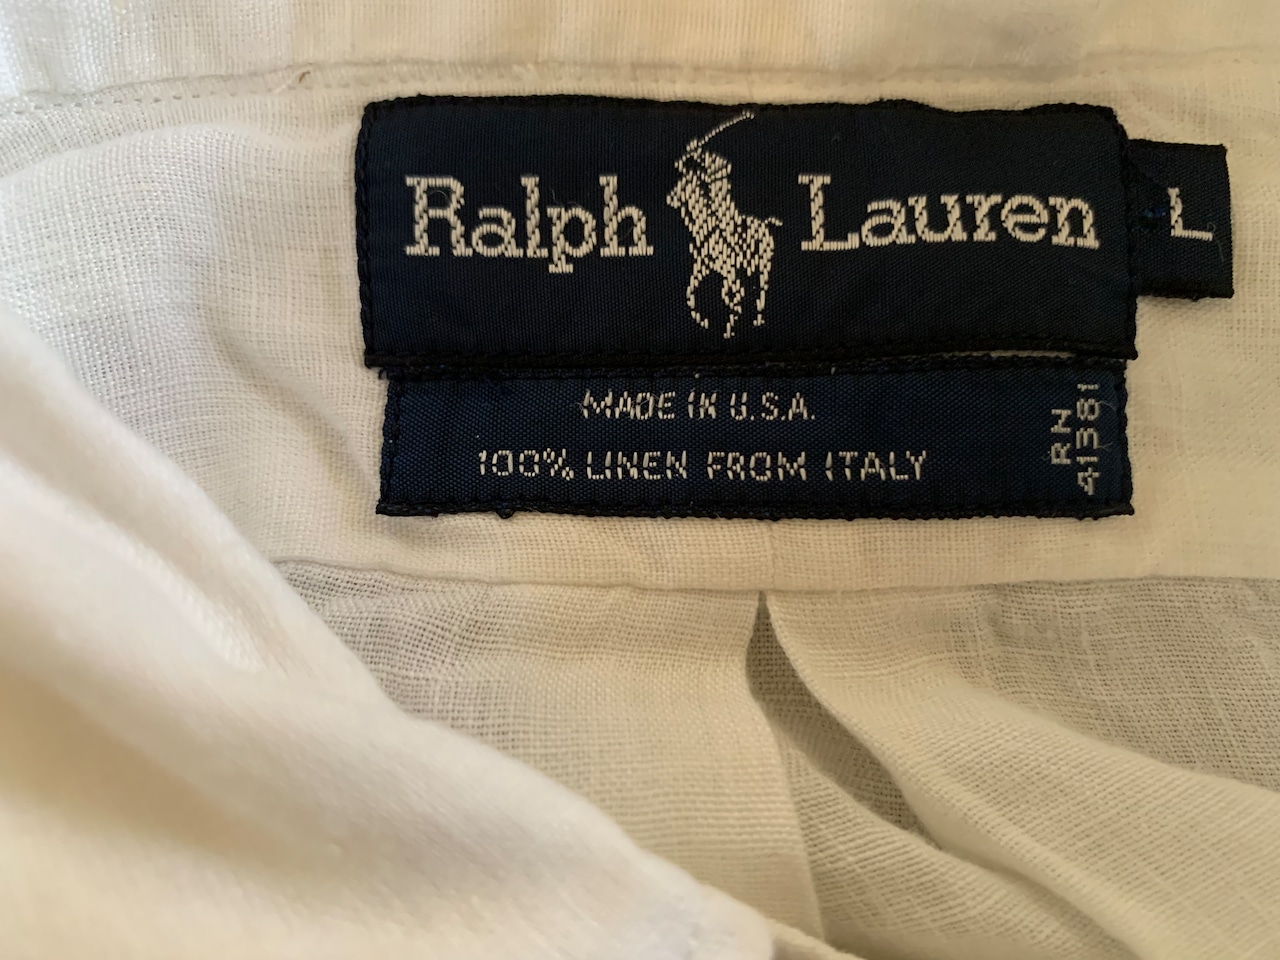 Ralph Lauren
L
MADE IN U.S.A.
100% LINEN FROM ITALY
RN
41381